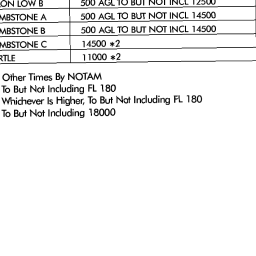 ON LOW B 500 AGL TO BUT NOT INCL 12500
MBSTONE A 500 AGL TO BUT NOT INCL 14500
MBSTONE B 500 AGL TO BUT NOT INCL 14500
MBSTONE C 14500 *2
RTLE 11000 *2
Other Times By NOTAM
To But Not Including FL 180
Whichever Is Higher, To But Not Including FL 180
To But Not Including 18000